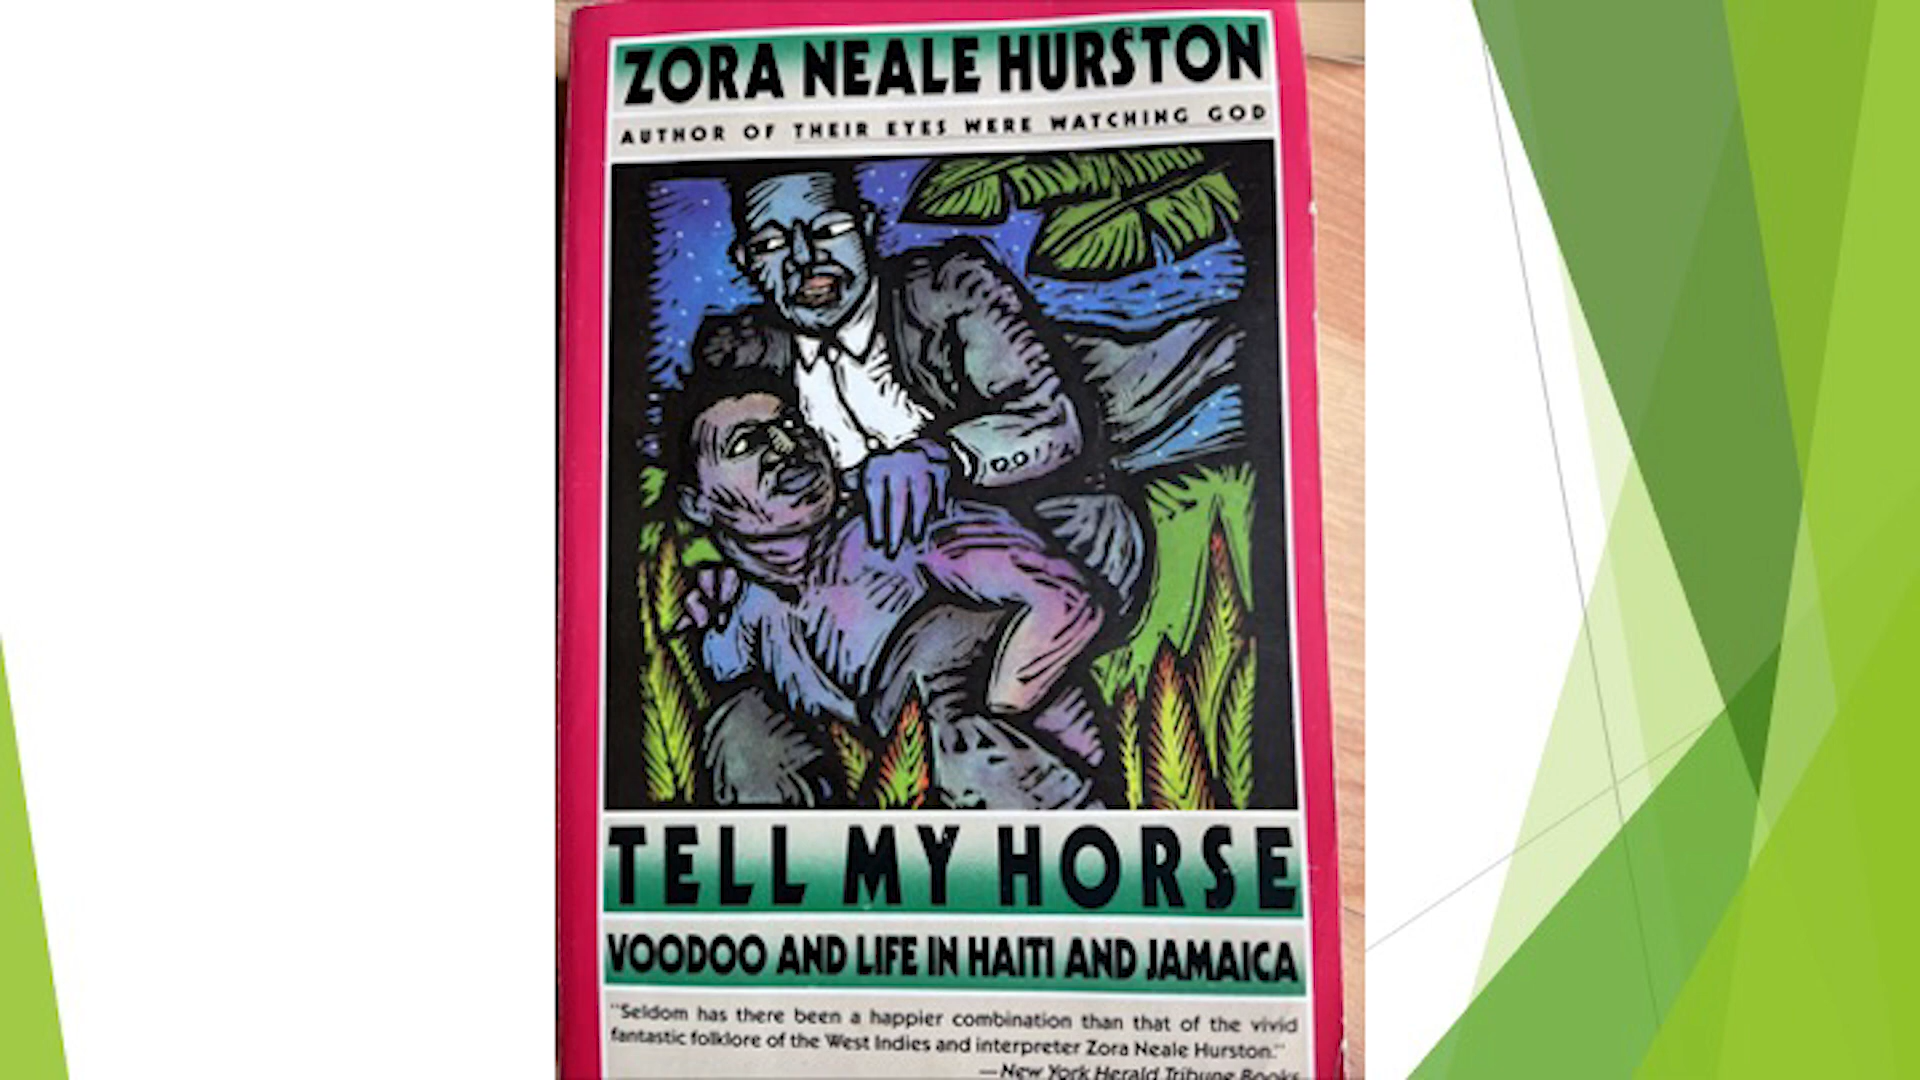 ZORA NEALE HURSTON
AUTHOR OF THEIR EYES WERE WATCHING GOD
TELL MY HORSE
VOODOO AND LIFE IN HAITI AND JAMAICA
"Seldom has there been a happier combination than that of the vivid
fantastic folklore of the West Indies and interpreter Zora Neale Hurston."
—New York Herald Tribune Books